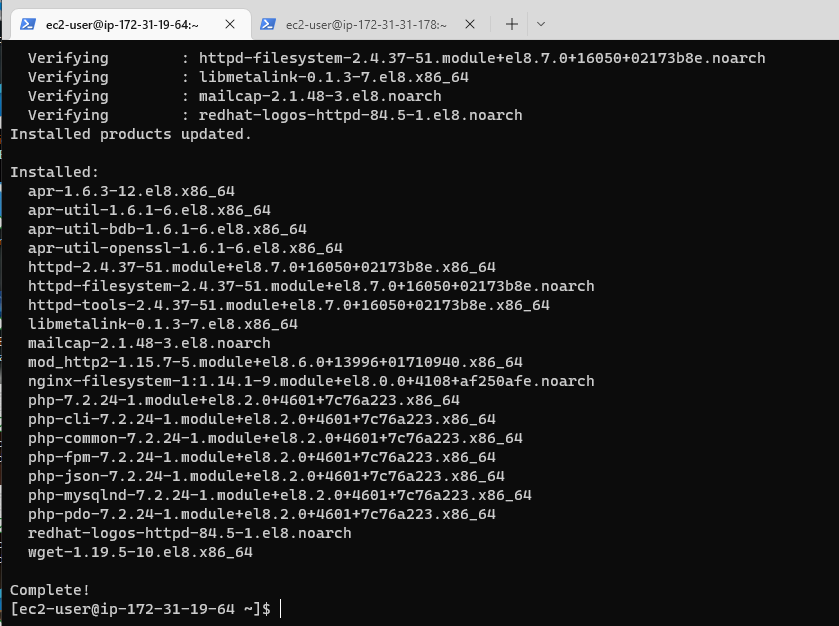 ec2-user@ip-172-31-19-64:~
ec2-user@ip-172-31-31-178:~
Verifying : httpd-filesystem-2.4.37-51.module+el8.7.0+16050+02173b8e.noarch
Verifying : libmetalink-0.1.3-7.el8.x86_64
Verifying : mailcap-2.1.48-3.el8.noarch
Verifying : redhat-logos-httpd-84.5-1.el8.noarch
Installed products updated.
Installed:
apr-1.6.3-12.el8.x86_64
apr-util-1.6.1-6.el8.x86_64
apr-util-bdb-1.6.1-6.el8.x86_64
apr-util-openssl-1.6.1-6.el8.x86_64
httpd-2.4.37-51.module+el8.7.0+16050+02173b8e.x86_64
httpd-filesystem-2.4.37-51.module+el8.7.0+16050+02173b8e.noarch
httpd-tools-2.4.37-51.module+el8.7.0+16050+02173b8e.x86_64
libmetalink-0.1.3-7.el8.x86_64
mailcap-2.1.48-3.el8.noarch
mod_http2-1.15.7-5.module+el8.6.0+13996+01710940.x86_64
nginx-filesystem-1:1.14.1-9.module+el8.0.0+4108+af250afe.noarch
php-7.2.24-1.module+el8.2.0+4601+7c76a223.x86_64
php-cli-7.2.24-1.module+el8.2.0+4601+7c76a223.x86_64
php-common-7.2.24-1.module+el8.2.0+4601+7c76a223.x86_64
php-fpm-7.2.24-1.module+el8.2.0+4601+7c76a223.x86_64
php-json-7.2.24-1.module+el8.2.0+4601+7c76a223.x86_64
php-mysqlnd-7.2.24-1.module+el8.2.0+4601+7c76a223.x86_64
php-pdo-7.2.24-1.module+el8.2.0+4601+7c76a223.x86_64
redhat-logos-httpd-84.5-1.el8.noarch
wget-1.19.5-10.el8.x86_64
Complete!
[ec2-user@ip-172-31-19-64 ~]$